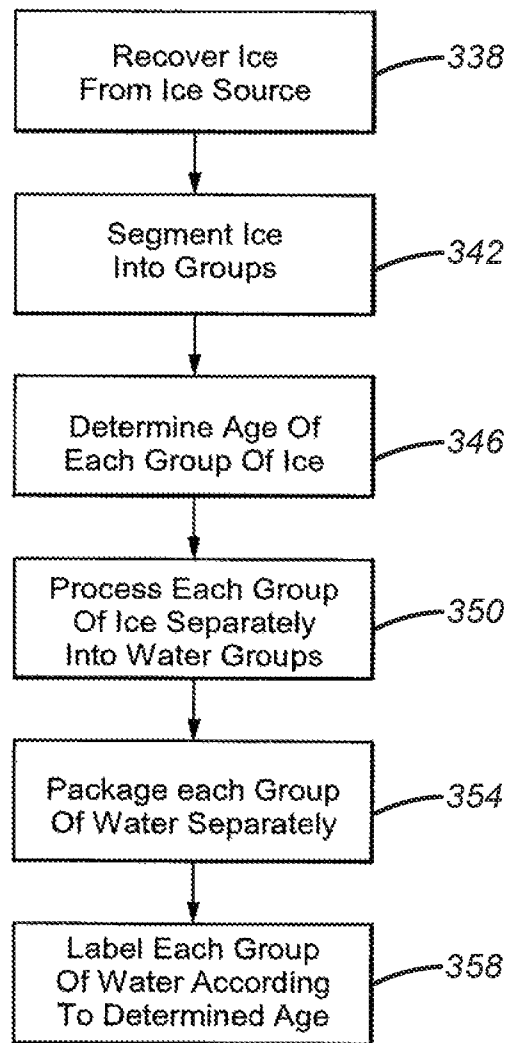 Recover Ice
From Ice Source
338
Segment Ice
Into Groups
342
Determine Age Of
Each Group Of Ice
346
Process Each Group
Of Ice Separately
Into Water Groups
350
Package each Group
Of Water Separately
354
Label Each Group
Of Water According
To Determined Age
358